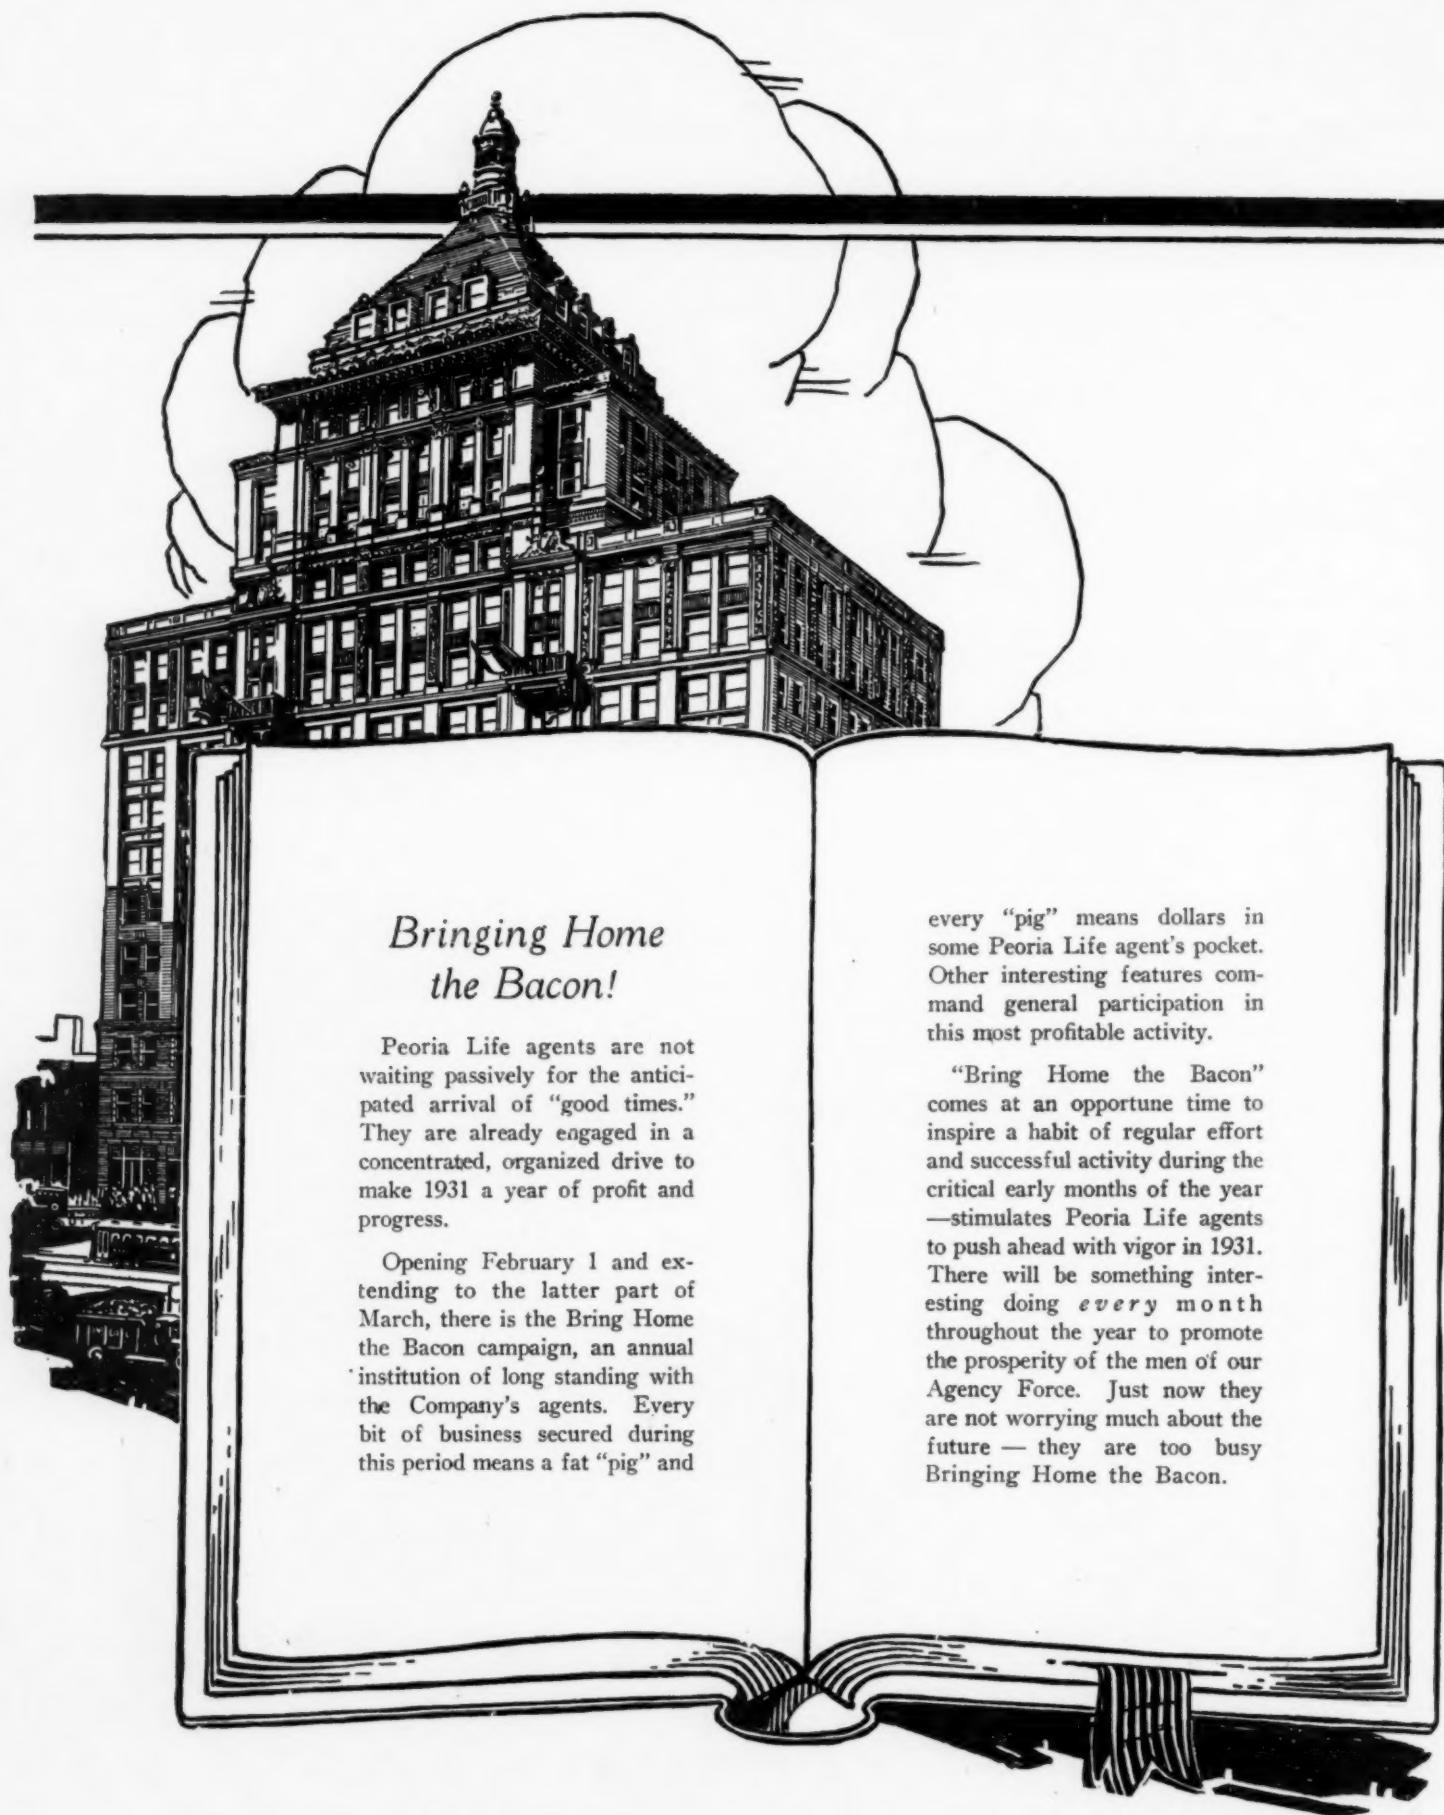 Bringing Home
the Bacon!
Peoria Life agents are not
waiting passively for the antici-
pated arrival of “good times.”
They are already engaged in a
concentrated, organized drive to
make 1931 a year of profit and
progress.
Opening February 1 and ex-
tending to the latter part of
March, there is the Bring Home
the Bacon campaign, an annual
institution of long standing with
the Company's agents. Every
bit of business secured during
this period means a fat “pig” and
every “pig” means dollars in
some Peoria Life agent's pocket.
Other interesting features com-
mand general participation in
this most profitable activity.
“Bring Home the Bacon”
comes at an opportune time to
inspire a habit of regular effort
and successful activity during the
critical early months of the year
—stimulates Peoria Life agents
to push ahead with vigor in 1931.
There will be something inter-
esting doing every month
throughout the year to promote
the prosperity of the men of our
Agency Force. Just now they
are not worrying much about the
future — they are too busy
Bringing Home the Bacon.